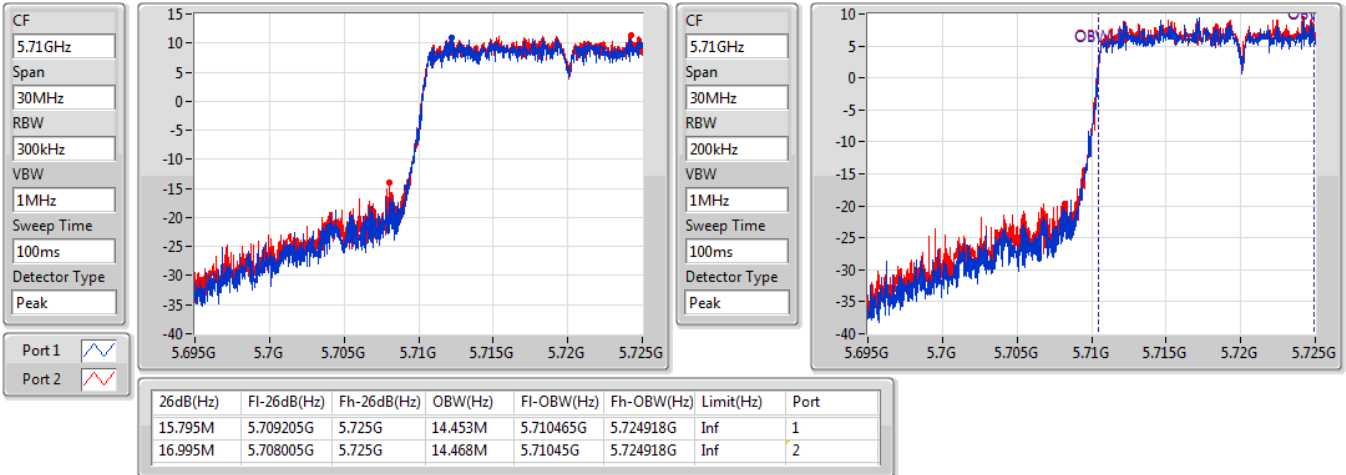 CF
5.71GHz
Span
30MHz
RBW
300kHz
VBW
1MHz
Sweep Time
100ms
Detector Type
Peak
Port 1
Port 2
15
10
5
0
-5
-10
-15
-20
-25
-30
-35
-40
5.695G 5.7G 5.705G 5.71G 5.715G 5.72G 5.725G
CF
5.71GHz
Span
30MHz
RBW
200kHz
VBW
1MHz
Sweep Time
100ms
Detector Type
Peak
10
5
0
-5
-10
-15
-20
-25
-30
-35
-40
OBW
OBW
5.695G 5.7G 5.705G 5.71G 5.715G 5.72G 5.725G
26dB(Hz) Fl-26dB(Hz) Fh-26dB(Hz) OBW(Hz) Fl-OBW(Hz) Fh-OBW(Hz) Limit(Hz) Port
15.795M 5.709205G 5.725G 14.453M 5.710465G 5.724918G Inf 1
16.995M 5.708005G 5.725G 14.468M 5.71045G 5.724918G Inf 2